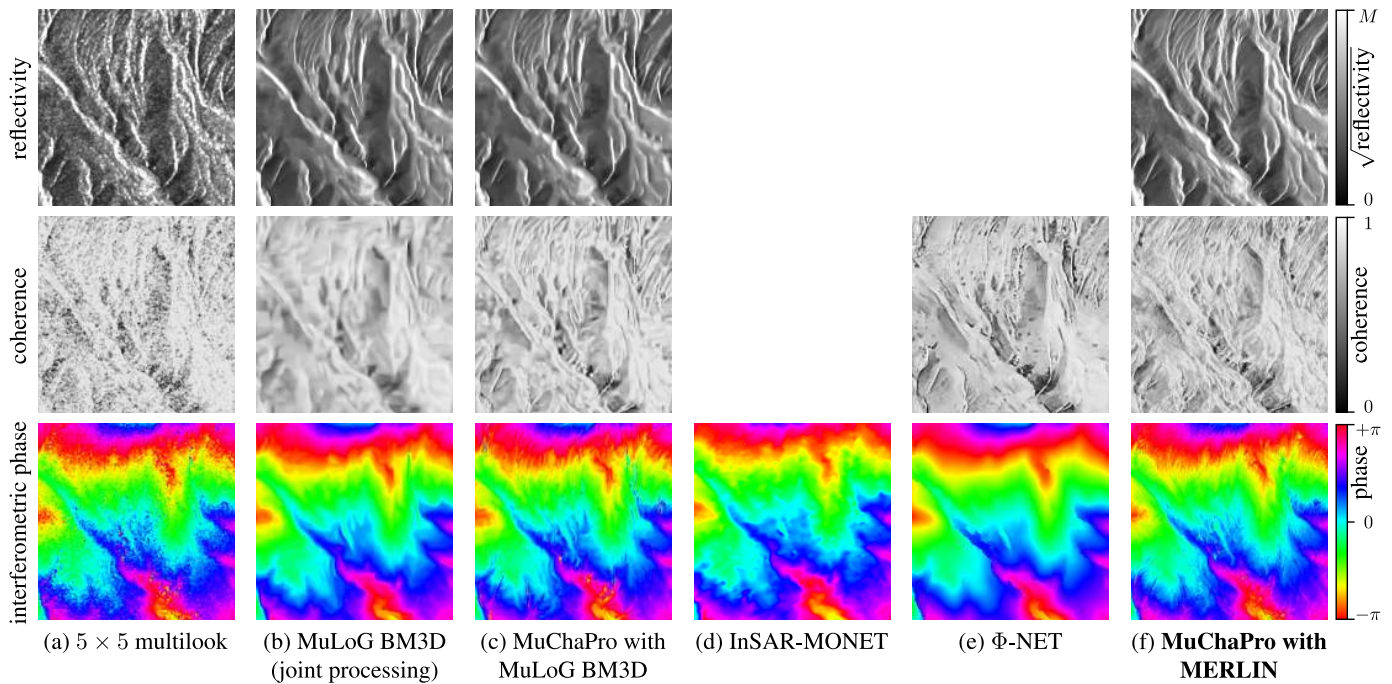 reflectivity
M
√reflectivity
0
coherence
1
coherence
0
interferometric phase
+π
phase
0
−π
(a) 5 × 5 multilook
(b) MuLoG BM3D
(joint processing)
(c) MuChaPro with
MuLoG BM3D
(d) InSAR-MONET
(e) Φ-NET
(f) MuChaPro with
MERLIN